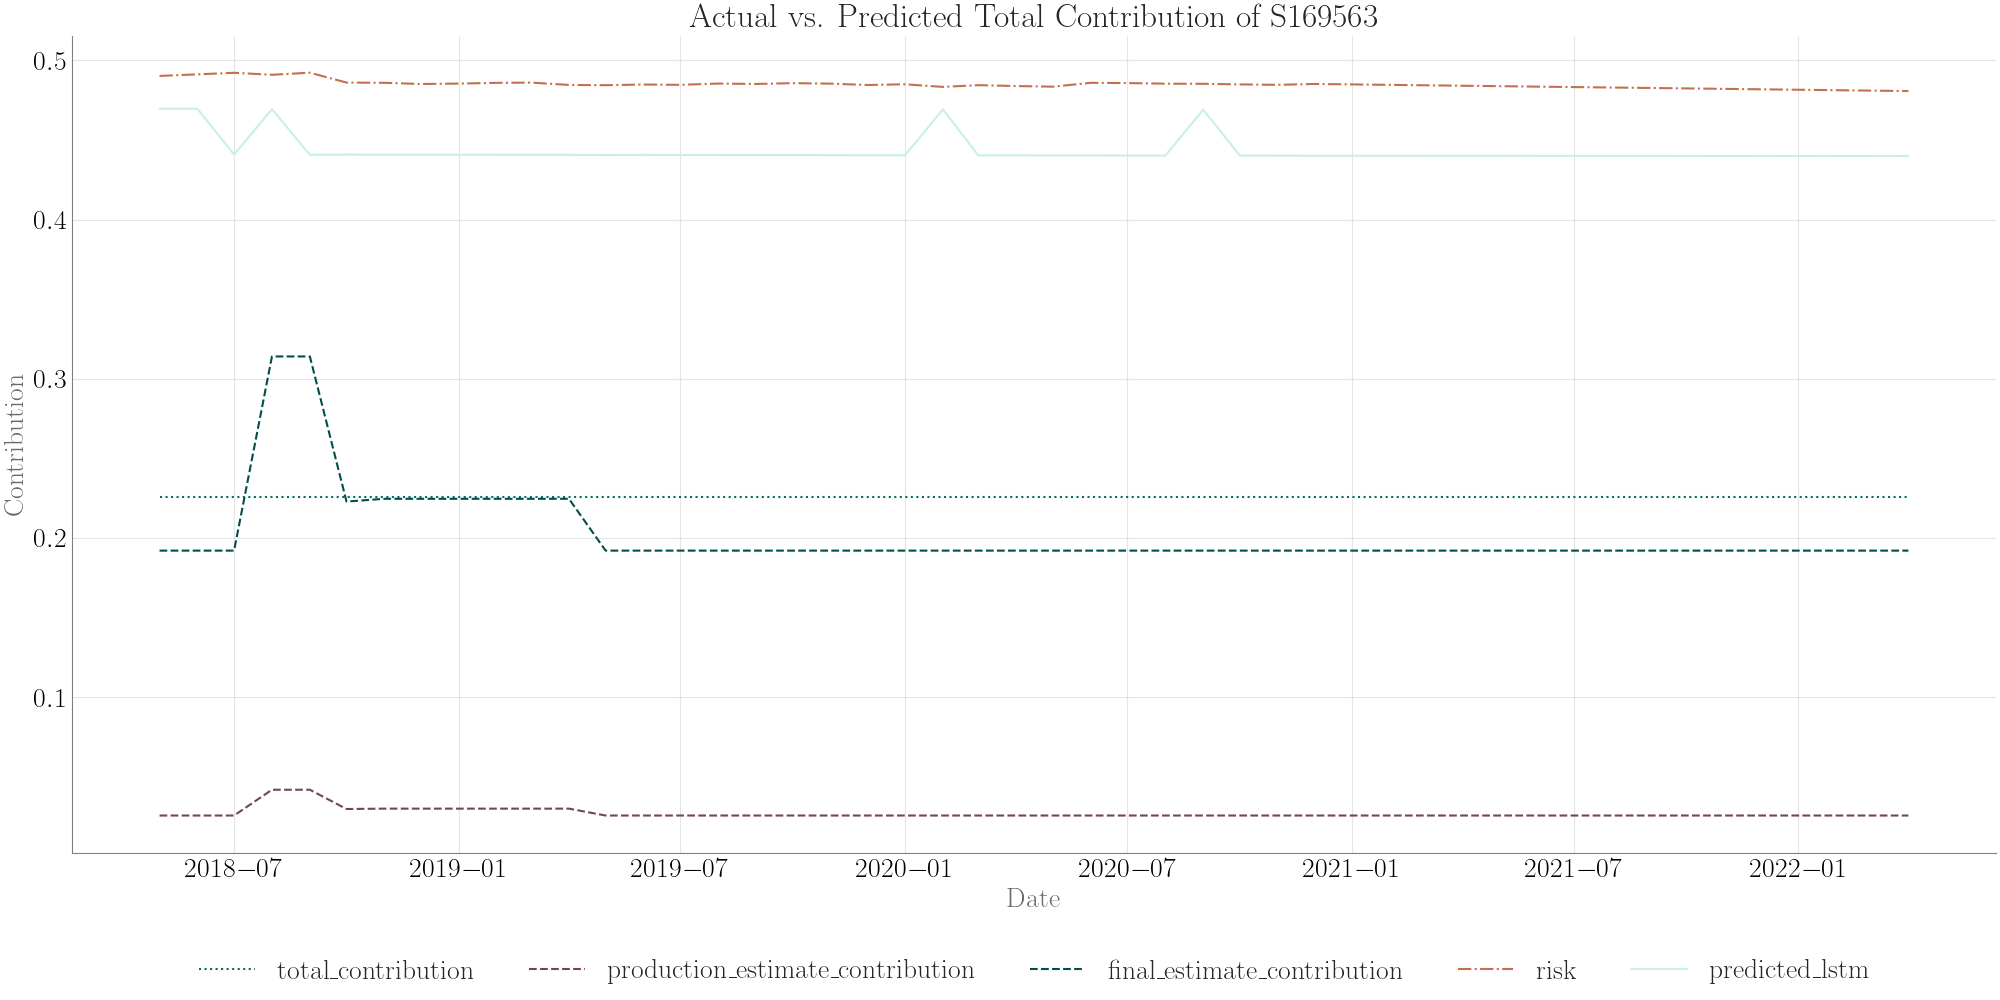 Actual vs. Predicted Total Contribution of S169563
0.5
0.4
0.3
0.2
0.1
Contribution
2018−07 2019−01 2019−07 2020−01 2020−07 2021−01 2021−07 2022−01
Date
total_contribution production_estimate_contribution final_estimate_contribution risk predicted_lstm